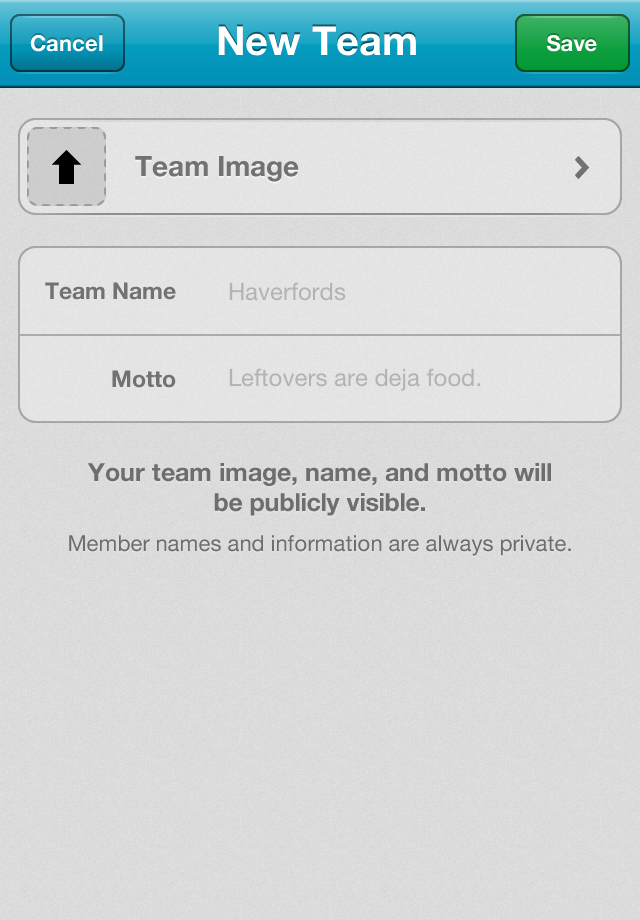 Cancel
New Team
Save
Team Image
Team Name
Haverfords
Motto
Leftovers are deja food.
Your team image, name, and motto will
be publicly visible.
Member names and information are always private.